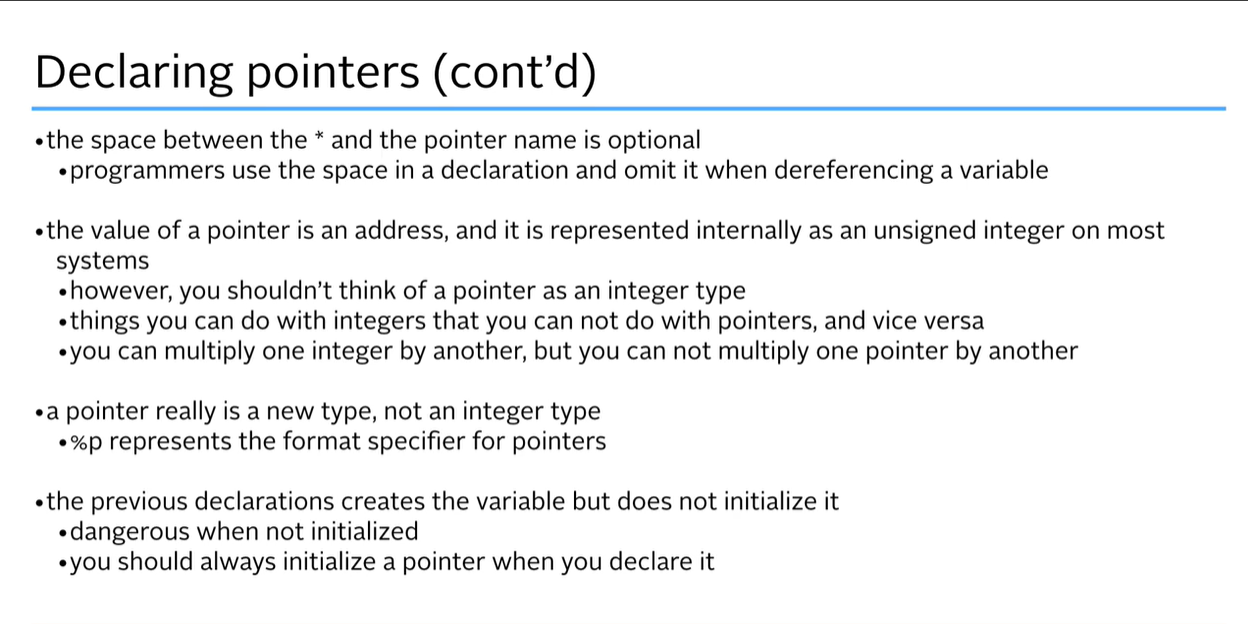 Declaring pointers (cont’d)
•the space between the * and the pointer name is optional
•programmers use the space in a declaration and omit it when dereferencing a variable
•the value of a pointer is an address, and it is represented internally as an unsigned integer on most
systems
•however, you shouldn’t think of a pointer as an integer type
•things you can do with integers that you can not do with pointers, and vice versa
•you can multiply one integer by another, but you can not multiply one pointer by another
•a pointer really is a new type, not an integer type
•%p represents the format specifier for pointers
•the previous declarations creates the variable but does not initialize it
•dangerous when not initialized
•you should always initialize a pointer when you declare it